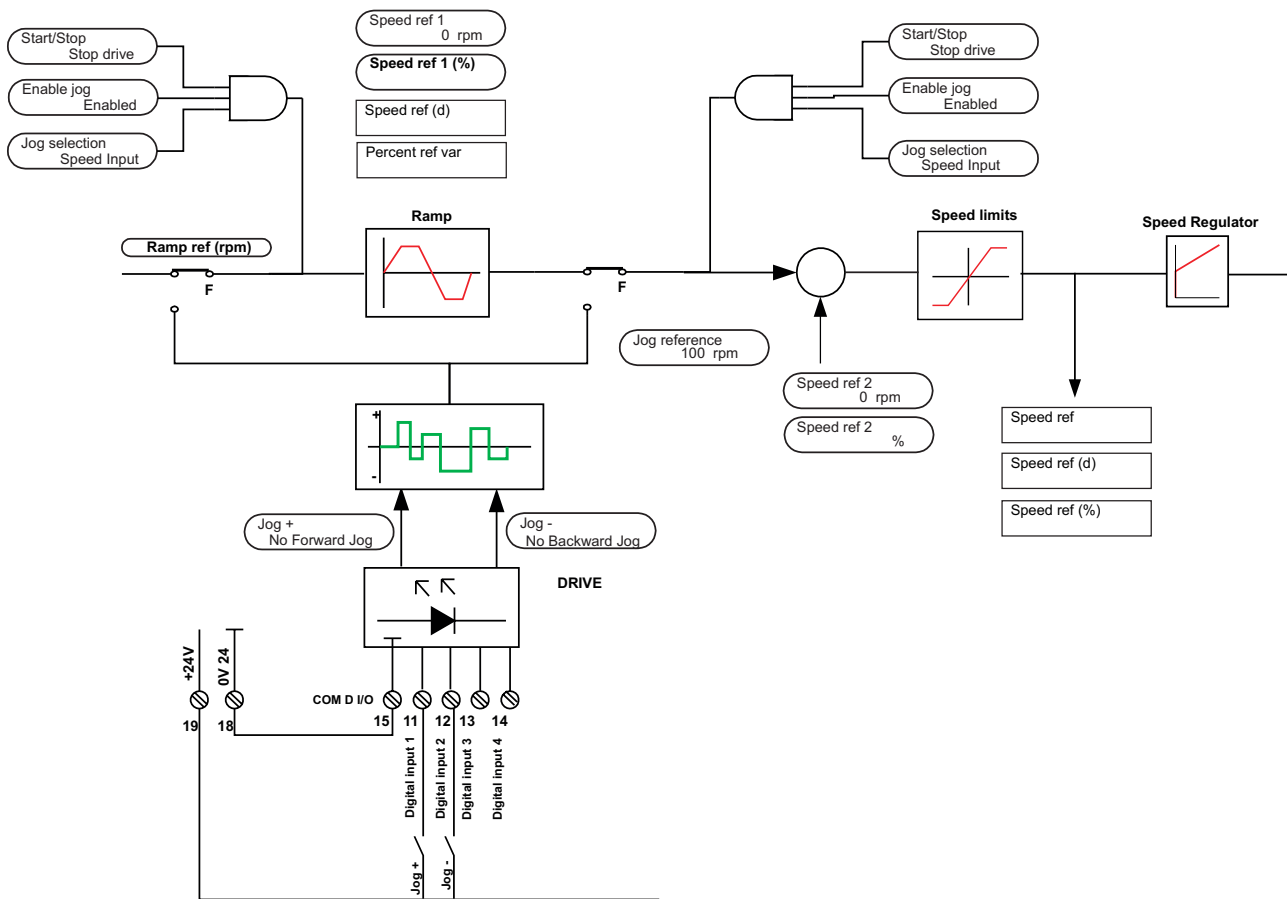 Start/Stop
Stop drive
Enable jog
Enabled
Jog selection
Speed Input
Speed ref 1
0 rpm
Speed ref 1 (%)
Speed ref (d)
Percent ref var
Start/Stop
Stop drive
Enable jog
Enabled
Jog selection
Speed Input
Ramp ref (rpm)
F
Ramp
F
Speed limits
Speed Regulator
Jog reference
100 rpm
Speed ref 2
0 rpm
Speed ref 2
%
Speed ref
Speed ref (d)
Speed ref (%)
+
-
Jog +
No Forward Jog
Jog -
No Backward Jog
DRIVE
+24V
0V 24
COM D I/O
19
18
15
11
12
13
14
Digital input 1
Digital input 2
Digital input 3
Digital input 4
Jog +
Jog -